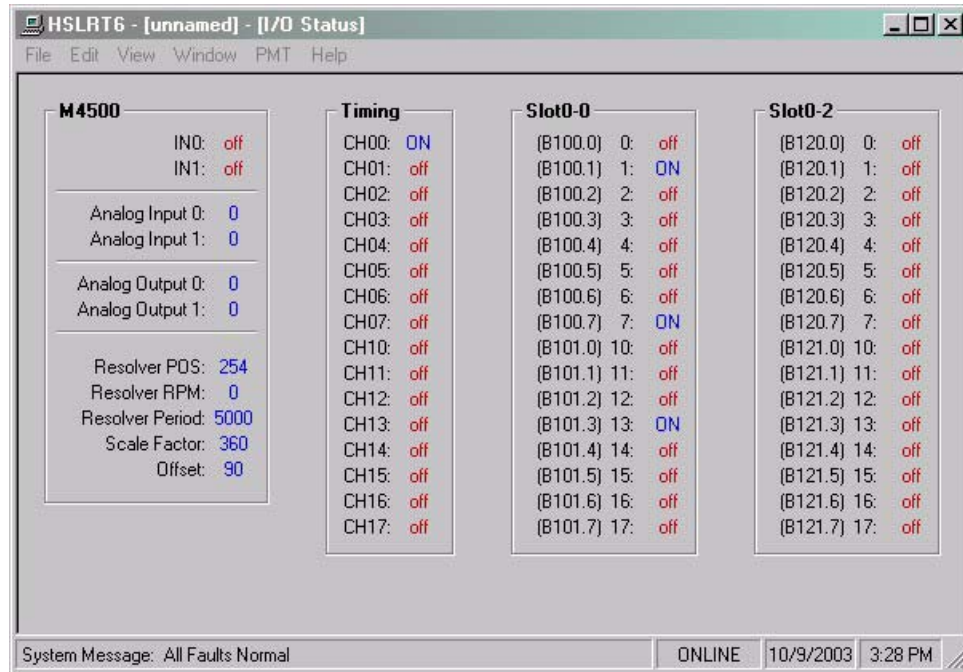 HSLRT6 - [unnamed] - [I/O Status]
File Edit View Window PMT Help
M4500
IN0: off
IN1: off
Analog Input 0: 0
Analog Input 1: 0
Analog Output 0: 0
Analog Output 1: 0
Resolver POS: 254
Resolver RPM: 0
Resolver Period: 5000
Scale Factor: 360
Offset: 90
Timing
CH00: ON
CH01: off
CH02: off
CH03: off
CH04: off
CH05: off
CH06: off
CH07: off
CH10: off
CH11: off
CH12: off
CH13: off
CH14: off
CH15: off
CH16: off
CH17: off
Slot0-0
(B100.0) 0: off
(B100.1) 1: ON
(B100.2) 2: off
(B100.3) 3: off
(B100.4) 4: off
(B100.5) 5: off
(B100.6) 6: off
(B100.7) 7: ON
(B101.0) 10: off
(B101.1) 11: off
(B101.2) 12: off
(B101.3) 13: ON
(B101.4) 14: off
(B101.5) 15: off
(B101.6) 16: off
(B101.7) 17: off
Slot0-2
(B120.0) 0: off
(B120.1) 1: off
(B120.2) 2: off
(B120.3) 3: off
(B120.4) 4: off
(B120.5) 5: off
(B120.6) 6: off
(B120.7) 7: off
(B121.0) 10: off
(B121.1) 11: off
(B121.2) 12: off
(B121.3) 13: off
(B121.4) 14: off
(B121.5) 15: off
(B121.6) 16: off
(B121.7) 17: off
System Message: All Faults Normal ONLINE 10/9/2003 3:28 PM